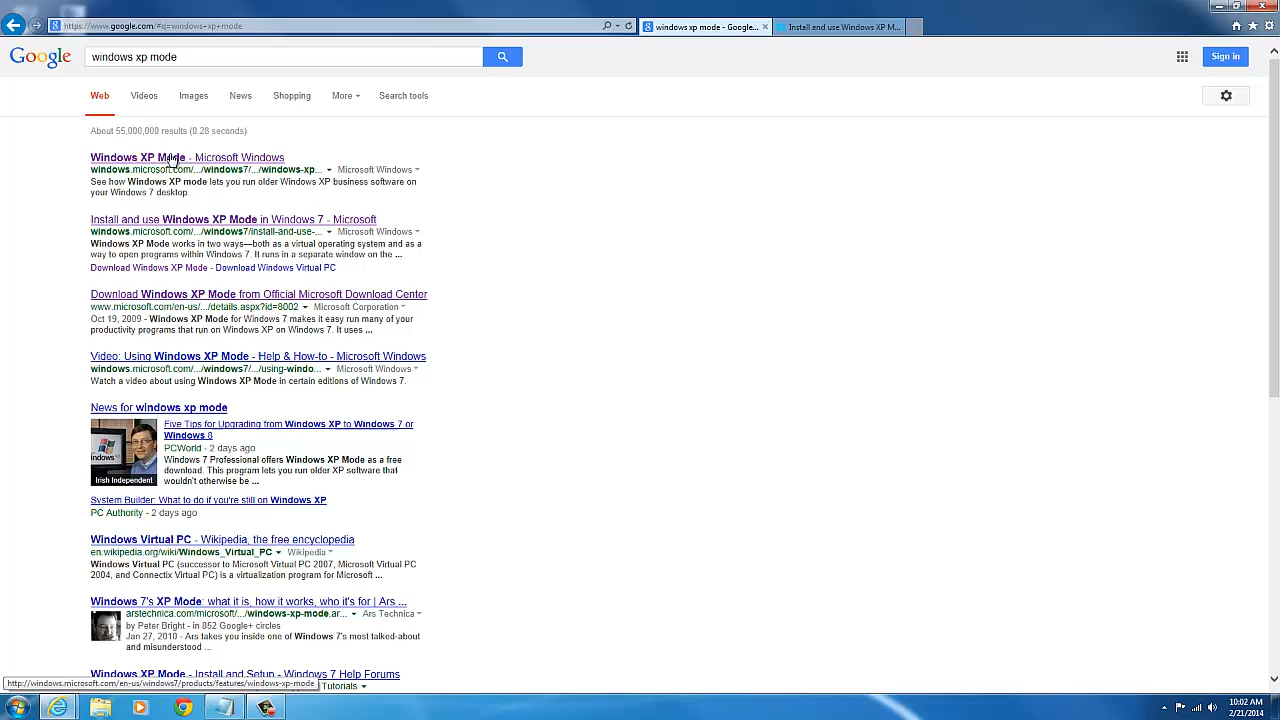 https://www.google.com/#q=windows+xp+mode
windows xp mode - Google...
Install and use Windows XP M...
Google
windows xp mode
Sign in
Web
Videos
Images
News
Shopping
More
Search tools
About 55,000,000 results (0.28 seconds)
Windows XP Mode - Microsoft Windows
windows.microsoft.com/.../windows7/.../windows-xp... Microsoft Windows
See how Windows XP mode lets you run older Windows XP business software on
your Windows 7 desktop.
Install and use Windows XP Mode in Windows 7 - Microsoft
windows.microsoft.com/.../windows7/install-and-use-... Microsoft Windows
Windows XP Mode works in two ways—both as a virtual operating system and as a
way to open programs within Windows 7. It runs in a separate window on the ...
Download Windows XP Mode - Download Windows Virtual PC
Download Windows XP Mode from Official Microsoft Download Center
www.microsoft.com/en-us/.../details.aspx?id=8002 Microsoft Corporation
Oct 19, 2009 - Windows XP Mode for Windows 7 makes it easy run many of your
productivity programs that run on Windows XP on Windows 7. It uses ...
Video: Using Windows XP Mode - Help & How-to - Microsoft Windows
windows.microsoft.com/.../windows7/.../using-windo... Microsoft Windows
Watch a video about using Windows XP Mode in certain editions of Windows 7.
News for windows xp mode
Five Tips for Upgrading from Windows XP to Windows 7 or
Windows 8
PCWorld - 2 days ago
Windows 7 Professional offers Windows XP Mode as a free
download. This program lets you run older XP software that
wouldn't otherwise be ...
indows
Irish Independent
System Builder: What to do if you're still on Windows XP
PC Authority - 2 days ago
Windows Virtual PC - Wikipedia, the free encyclopedia
en.wikipedia.org/wiki/Windows_Virtual_PC Wikipedia
Windows Virtual PC (successor to Microsoft Virtual PC 2007, Microsoft Virtual PC
2004, and Connectix Virtual PC) is a virtualization program for Microsoft ...
Windows 7's XP Mode: what it is, how it works, who it's for | Ars ...
arstechnica.com/microsoft/.../windows-xp-mode.ar... Ars Technica
by Peter Bright - in 852 Google+ circles
Jan 27, 2010 - Ars takes you inside one of Windows 7's most talked-about
and misunderstood ...
Windows XP Mode - Install and Setup - Windows 7 Help Forums
Tutorials
http://windows.microsoft.com/en-us/windows7/products/features/windows-xp-mode
10:02 AM
2/21/2014